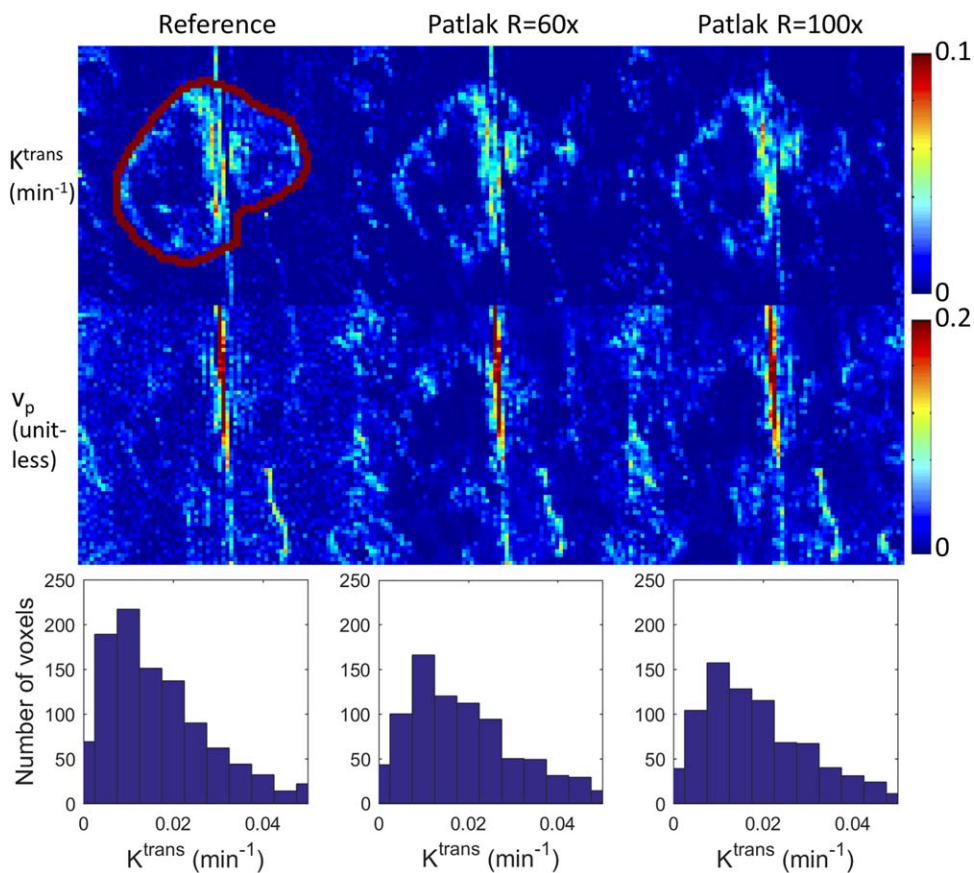 Reference Patlak R=60x Patlak R=100x
0.1
K^trans
(min⁻¹)
0
0.2
v_p
(unit-
less)
0
250 250 250
200 200 200
150 150 150
100 100 100
50 50 50
0 0 0
Number of voxels
0 0.02 0.04 0 0.02 0.04 0 0.02 0.04
K^trans (min⁻¹) K^trans (min⁻¹) K^trans (min⁻¹)